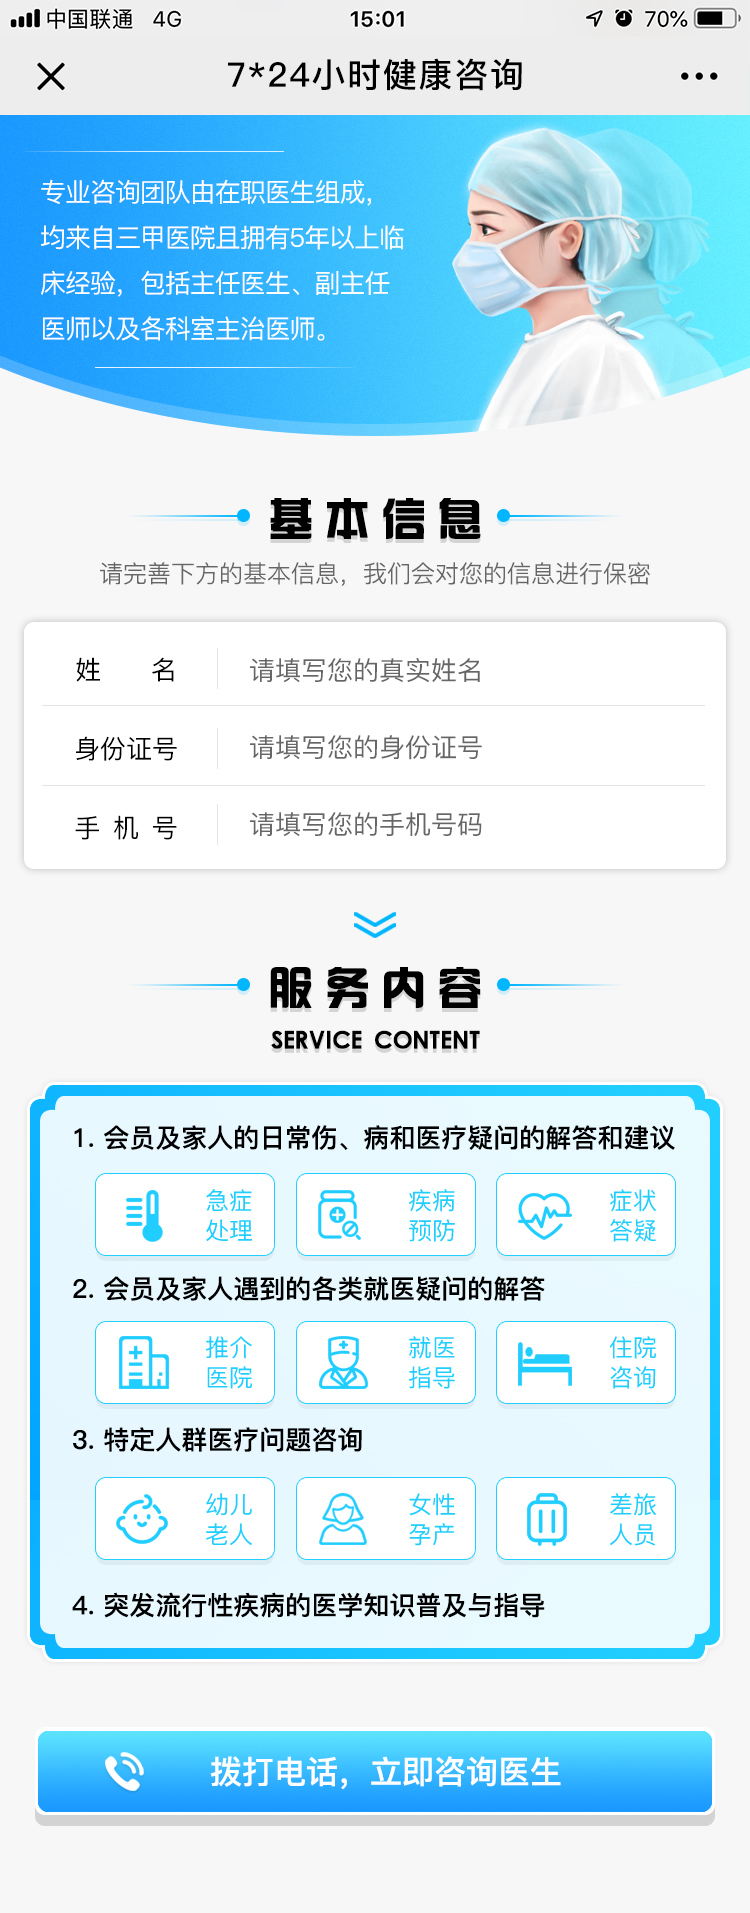 中国联通 4G 15:01 70%
7*24小时健康咨询
专业咨询团队由在职医生组成，
均来自三甲医院且拥有5年以上临
床经验，包括主任医生、副主任
医师以及各科室主治医师。
基本信息
请完善下方的基本信息，我们会对您的信息进行保密
姓 名 请填写您的真实姓名
身份证号 请填写您的身份证号
手 机 号 请填写您的手机号码
服务内容
SERVICE CONTENT
1. 会员及家人的日常伤、病和医疗疑问的解答和建议
急症
处理
疾病
预防
症状
答疑
2. 会员及家人遇到的各类就医疑问的解答
推介
医院
就医
指导
住院
咨询
3. 特定人群医疗问题咨询
幼儿
老人
女性
孕产
差旅
人员
4. 突发流行性疾病的医学知识普及与指导
拨打电话，立即咨询医生